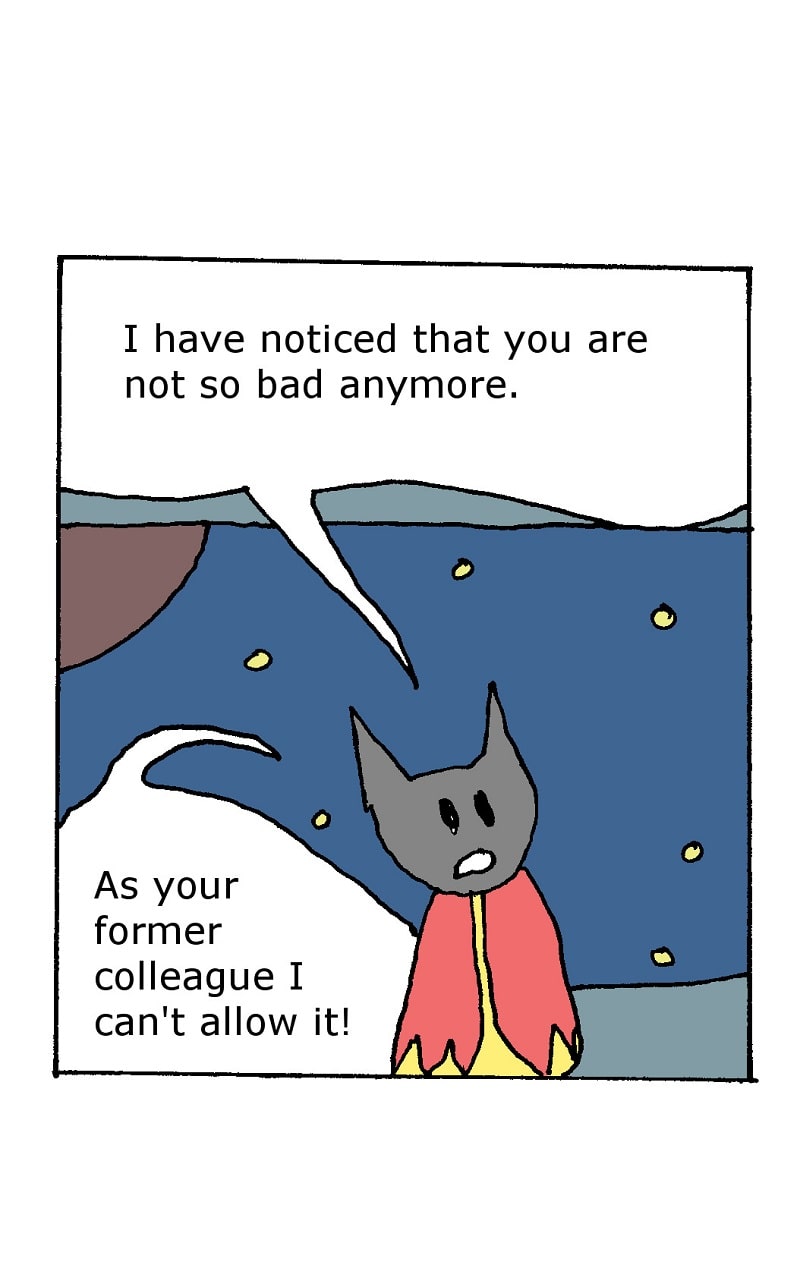 I have noticed that you are
not so bad anymore.
As your
former
colleague I
can't allow it!